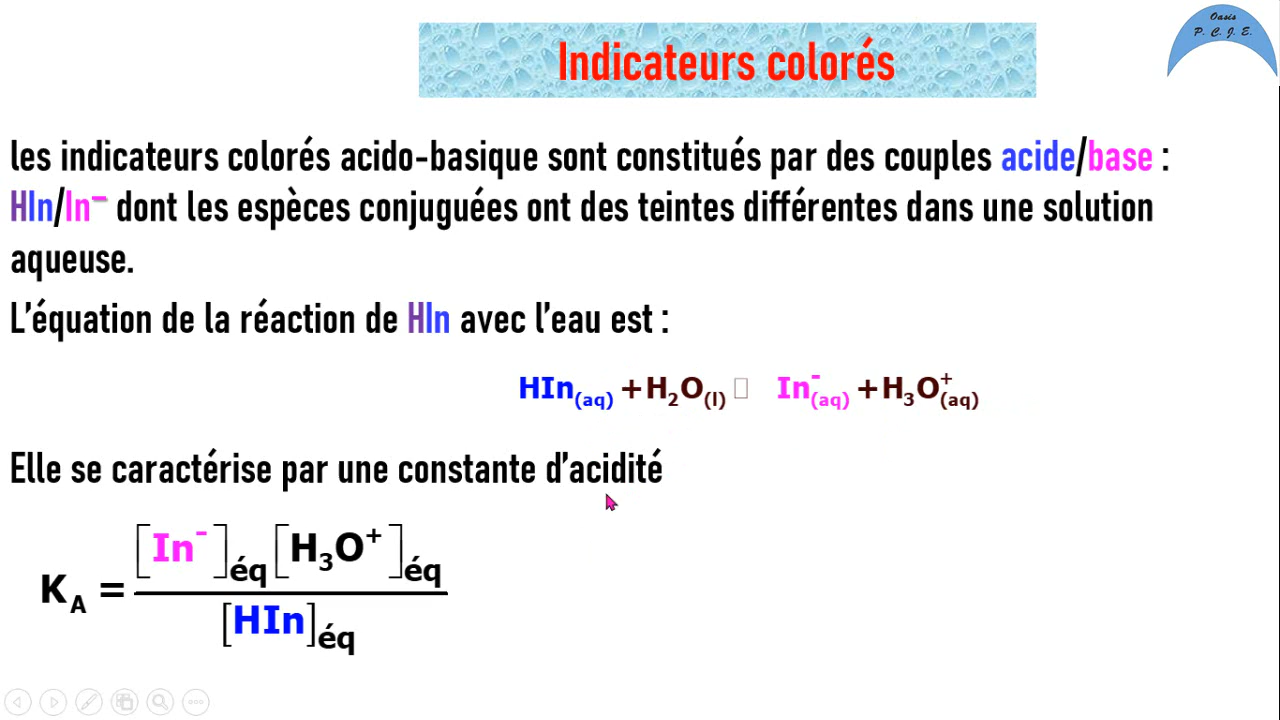 Oasis
P. C. J. E.
Indicateurs colorés
les indicateurs colorés acido-basique sont constitués par des couples acide/base :
HIn/In⁻ dont les espèces conjuguées ont des teintes différentes dans une solution
aqueuse.
L'équation de la réaction de HIn avec l'eau est :
HIn(aq) + H₂O(l) □ In⁻(aq) + H₃O⁺(aq)
Elle se caractérise par une constante d'acidité
K_A = [In⁻]éq [H₃O⁺]éq / [HIn]éq